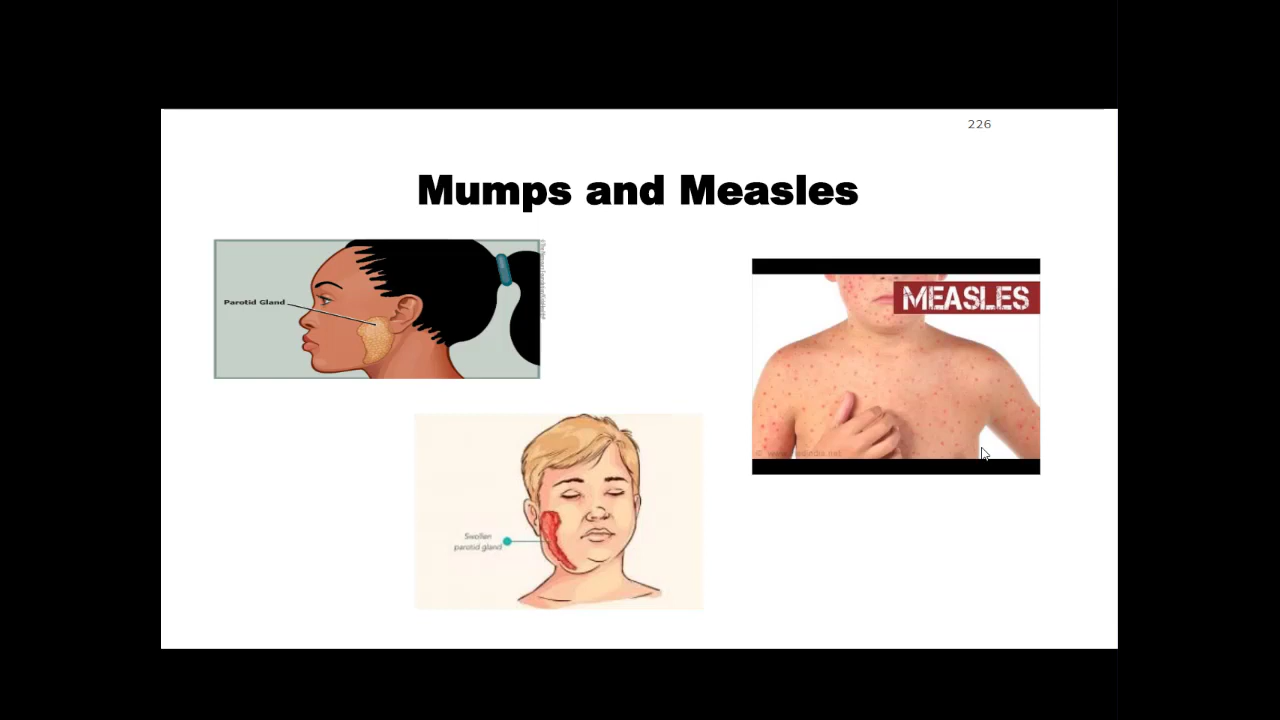 226
Mumps and Measles
Parotid Gland
MEASLES
Swollen
parotid gland